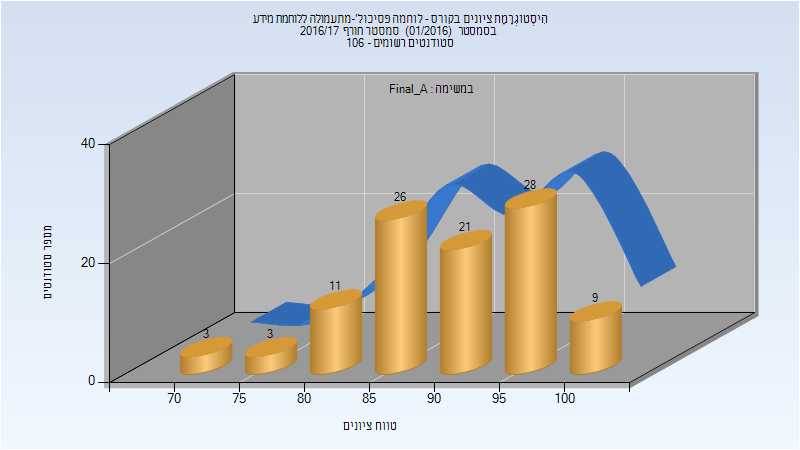 היסטוגרמת ציונים בקורס - לוחמה פסיכול'-מתעמולה ללוחמת מידע
בסמסטר (01/2016) סמסטר חורף 2016/17
סטודנטים רשומים - 106
במשימה : Final_A
40
20
0
מספר סטודנטים
3
3
11
26
21
28
9
70
75
80
85
90
95
100
טווח ציונים